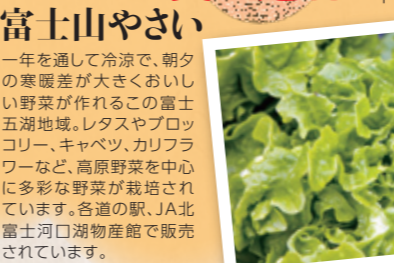 富士山やさい
一年を通して冷涼で、朝夕
の寒暖差が大きくおいし
い野菜が作れるこの富士
五湖地域。レタスやブロッ
コリー、キャベツ、カリフラ
ワーなど、高原野菜を中心
に多彩な野菜が栽培され
ています。各道の駅、JA北
富士河口湖物産館で販売
されています。